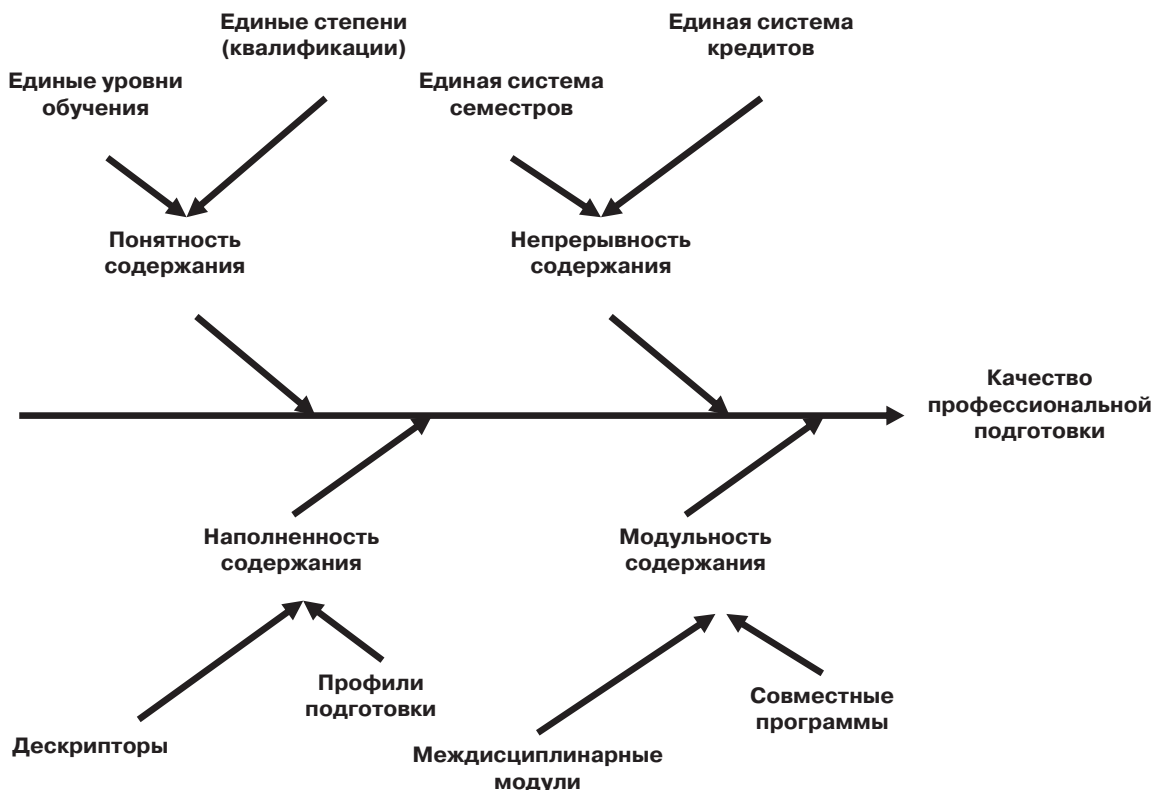 Единые степени
(квалификации)
Единая система
кредитов
Единые уровни
обучения
Единая система
семестров
Понятность
содержания
Непрерывность
содержания
Качество
профессиональной
подготовки
Наполненность
содержания
Модульность
содержания
Профили
подготовки
Совместные
программы
Дескрипторы
Междисциплинарные
модули